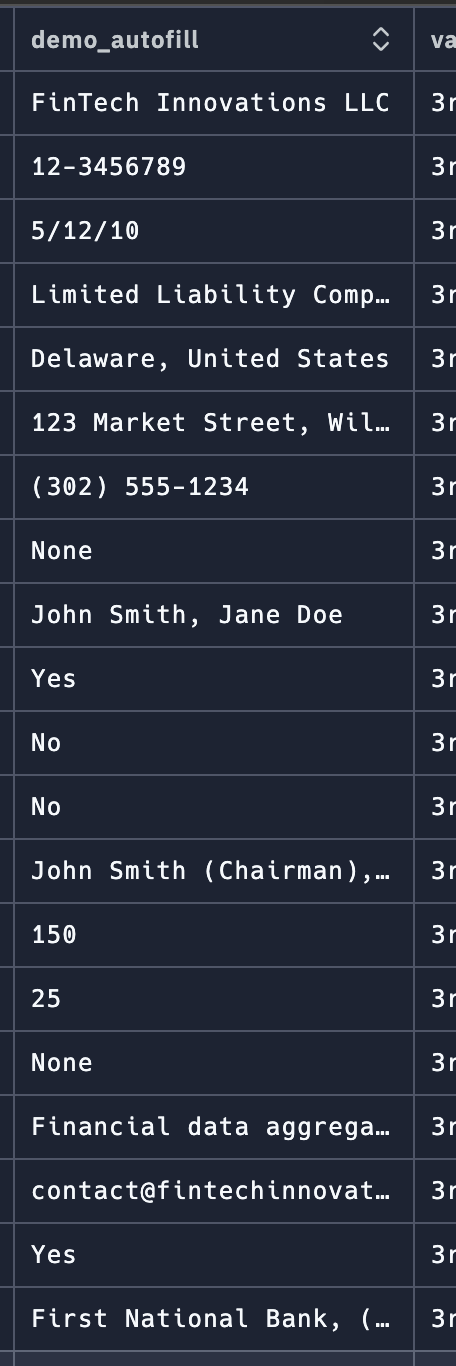 demo_autofill va
FinTech Innovations LLC 3r
12-3456789 3r
5/12/10 3r
Limited Liability Comp… 3r
Delaware, United States 3r
123 Market Street, Wil… 3r
(302) 555-1234 3r
None 3r
John Smith, Jane Doe 3r
Yes 3r
No 3r
No 3r
John Smith (Chairman),… 3r
150 3r
25 3r
None 3r
Financial data aggrega… 3r
contact@fintechinnovat… 3r
Yes 3r
First National Bank, (… 3r